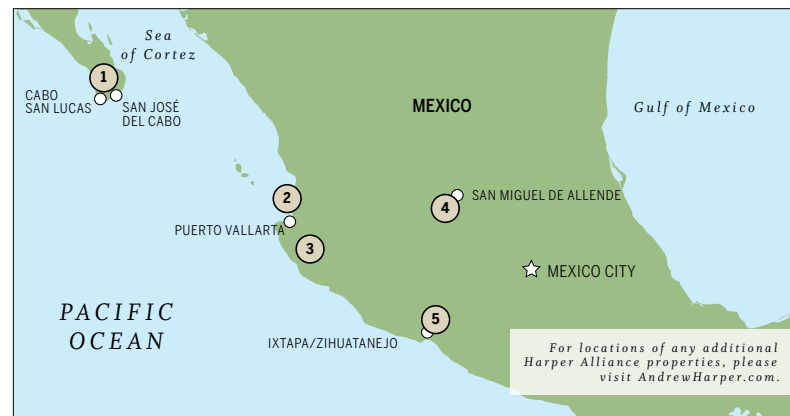 Sea
of Cortez
1
CABO
SAN LUCAS
SAN JOSÉ
DEL CABO
MEXICO
Gulf of Mexico
2
PUERTO VALLARTA
3
4
SAN MIGUEL DE ALLENDE
MEXICO CITY
PACIFIC
OCEAN
5
IXTAPA/ZIHUATANEJO
For locations of any additional
Harper Alliance properties, please
visit AndrewHarper.com.